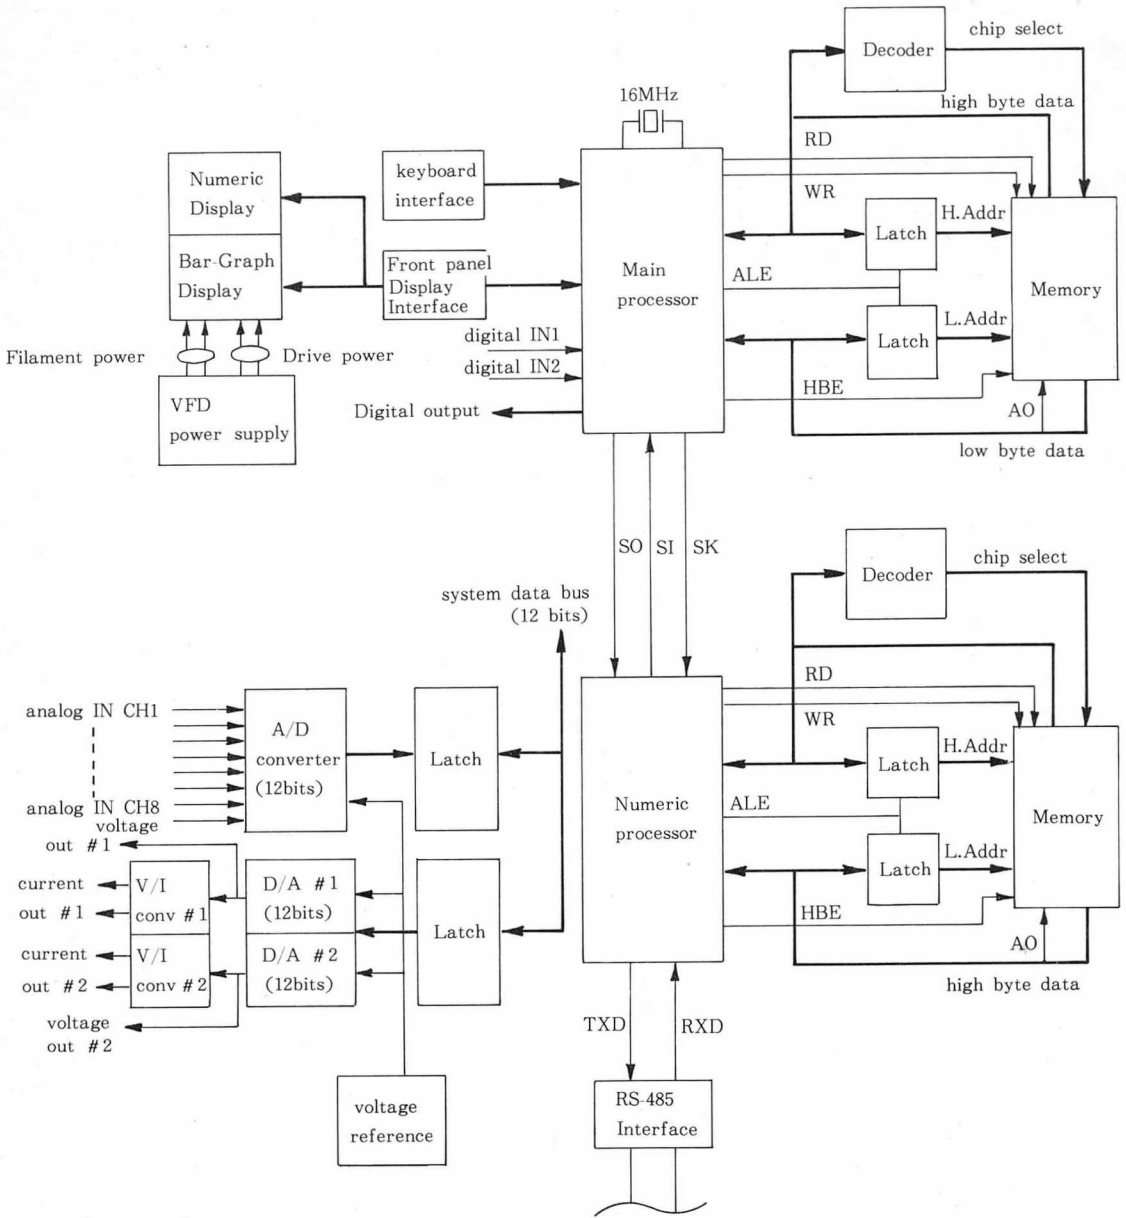 chip select
Decoder
16MHz
high byte data
RD
keyboard
interface
Numeric
Display
WR
H.Addr
Latch
Bar-Graph
Display
Front panel
Display
Interface
Main
processor
ALE
Memory
L.Addr
Latch
digital IN1
Filament power
Drive power
digital IN2
HBE
VFD
power supply
Digital output
AO
low byte data
SO
SI
SK
chip select
Decoder
system data bus
(12 bits)
RD
analog IN CH1
A/D
converter
(12bits)
Latch
WR
H.Addr
Latch
analog IN CH8
Numeric
processor
ALE
Memory
voltage
out #1
L.Addr
Latch
current
out #1
V/I
conv #1
D/A #1
(12bits)
Latch
HBE
current
out #2
V/I
conv #2
D/A #2
(12bits)
AO
high byte data
voltage
out #2
TXD
RXD
voltage
reference
RS-485
Interface